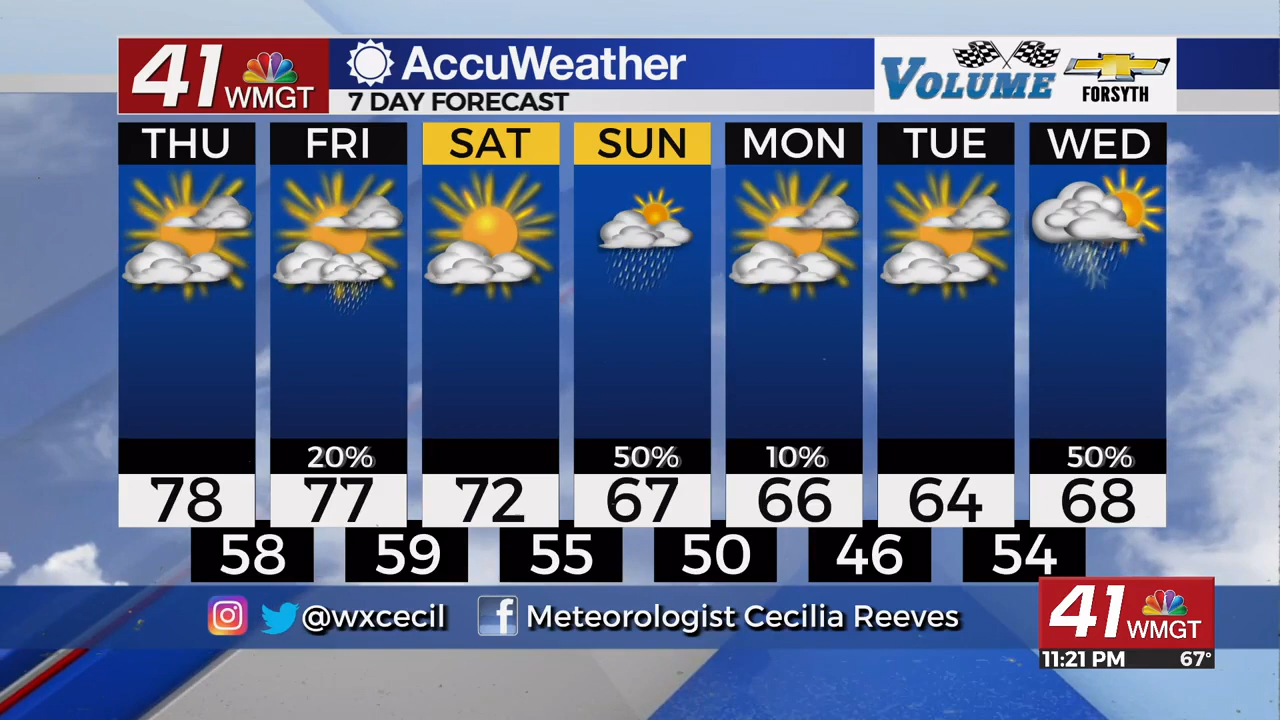 41 WMGT
AccuWeather
7 DAY FORECAST
VOLUME
FORSYTH
THU FRI SAT SUN MON TUE WED
20% 50% 10% 50%
78 77 72 67 66 64 68
58 59 55 50 46 54
@wxcecil Meteorologist Cecilia Reeves
41 WMGT
11:21 PM 67°